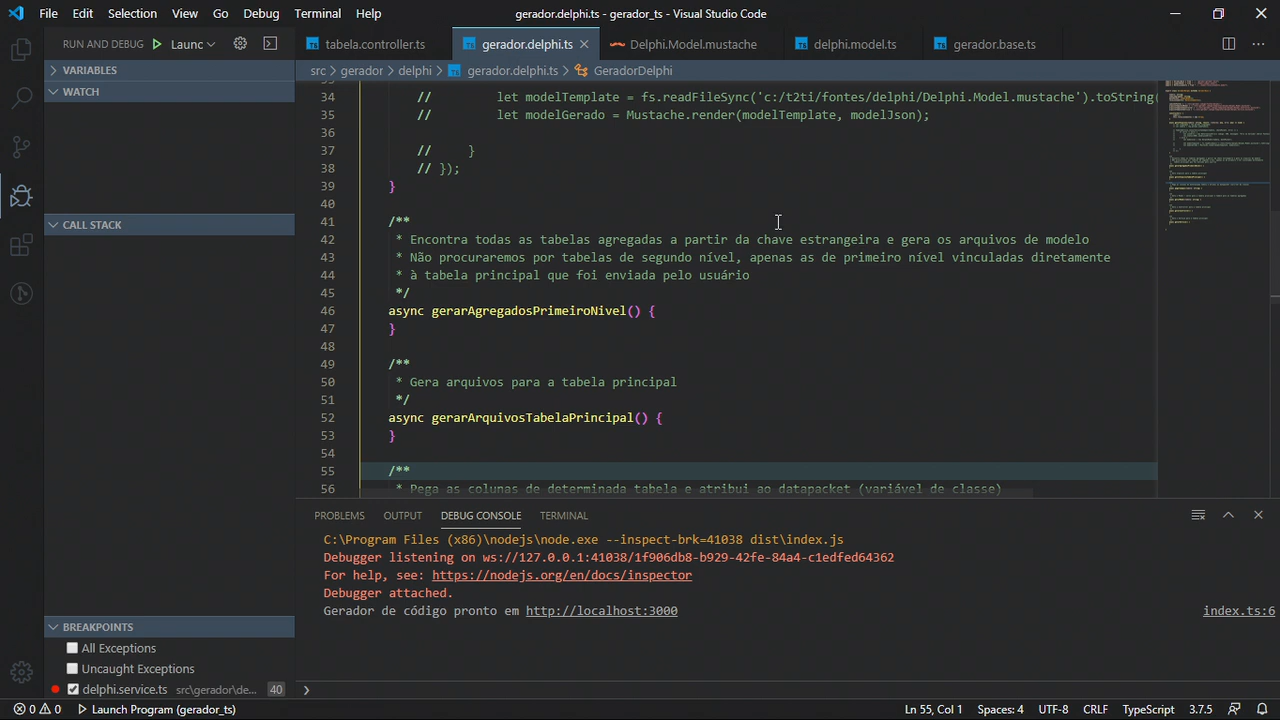 File Edit Selection View Go Debug Terminal Help gerador.delphi.ts - gerador_ts - Visual Studio Code
RUN AND DEBUG Launc
tabela.controller.ts gerador.delphi.ts Delphi.Model.mustache delphi.model.ts gerador.base.ts
src > gerador > delphi > gerador.delphi.ts > GeradorDelphi
VARIABLES
WATCH
CALL STACK
34 // let modelTemplate = fs.readFileSync('c:/t2ti/fontes/delphi/Delphi.Model.mustache').toString(
35 // let modelGerado = Mustache.render(modelTemplate, modelJson);
36
37 // }
38 // });
39 }
40
41 /**
42 * Encontra todas as tabelas agregadas a partir da chave estrangeira e gera os arquivos de modelo
43 * Não procuraremos por tabelas de segundo nível, apenas as de primeiro nível vinculadas diretamente
44 * à tabela principal que foi enviada pelo usuário
45 */
46 async gerarAgregadosPrimeiroNivel() {
47 }
48
49 /**
50 * Gera arquivos para a tabela principal
51 */
52 async gerarArquivosTabelaPrincipal() {
53 }
54
55 /**
56 * Pega as colunas de determinada tabela e atribui ao datapacket (variável de classe)
PROBLEMS OUTPUT DEBUG CONSOLE TERMINAL
C:\Program Files (x86)\nodejs\node.exe --inspect-brk=41038 dist\index.js
Debugger listening on ws://127.0.0.1:41038/1f906db8-b929-42fe-84a4-c1edfed64362
For help, see: https://nodejs.org/en/docs/inspector
Debugger attached.
Gerador de código pronto em http://localhost:3000 index.ts:6
BREAKPOINTS
All Exceptions
Uncaught Exceptions
delphi.service.ts src\gerador\de... 40
0 0 Launch Program (gerador_ts) Ln 55, Col 1 Spaces: 4 UTF-8 CRLF TypeScript 3.7.5